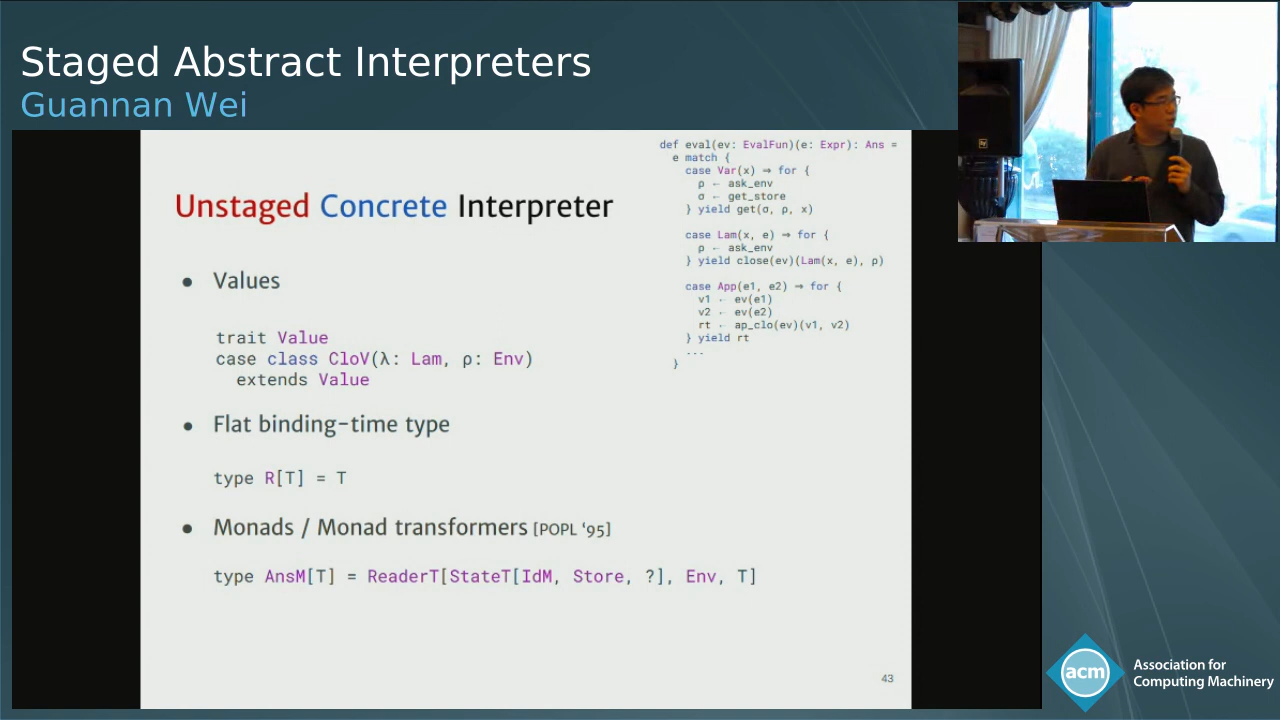 Staged Abstract Interpreters
Guannan Wei
Unstaged Concrete Interpreter
● Values
trait Value
case class CloV(λ: Lam, ρ: Env)
extends Value
● Flat binding-time type
type R[T] = T
● Monads / Monad transformers [POPL ‘95]
type AnsM[T] = ReaderT[StateT[IdM, Store, ?], Env, T]
def eval(ev: EvalFun)(e: Expr): Ans =
e match {
case Var(x) ⇒ for {
ρ ← ask_env
σ ← get_store
} yield get(σ, ρ, x)
case Lam(x, e) ⇒ for {
ρ ← ask_env
} yield close(ev)(Lam(x, e), ρ)
case App(e1, e2) ⇒ for {
v1 ← ev(e1)
v2 ← ev(e2)
rt ← ap_clo(ev)(v1, v2)
} yield rt
...
}
43
acm
Association for
Computing Machinery